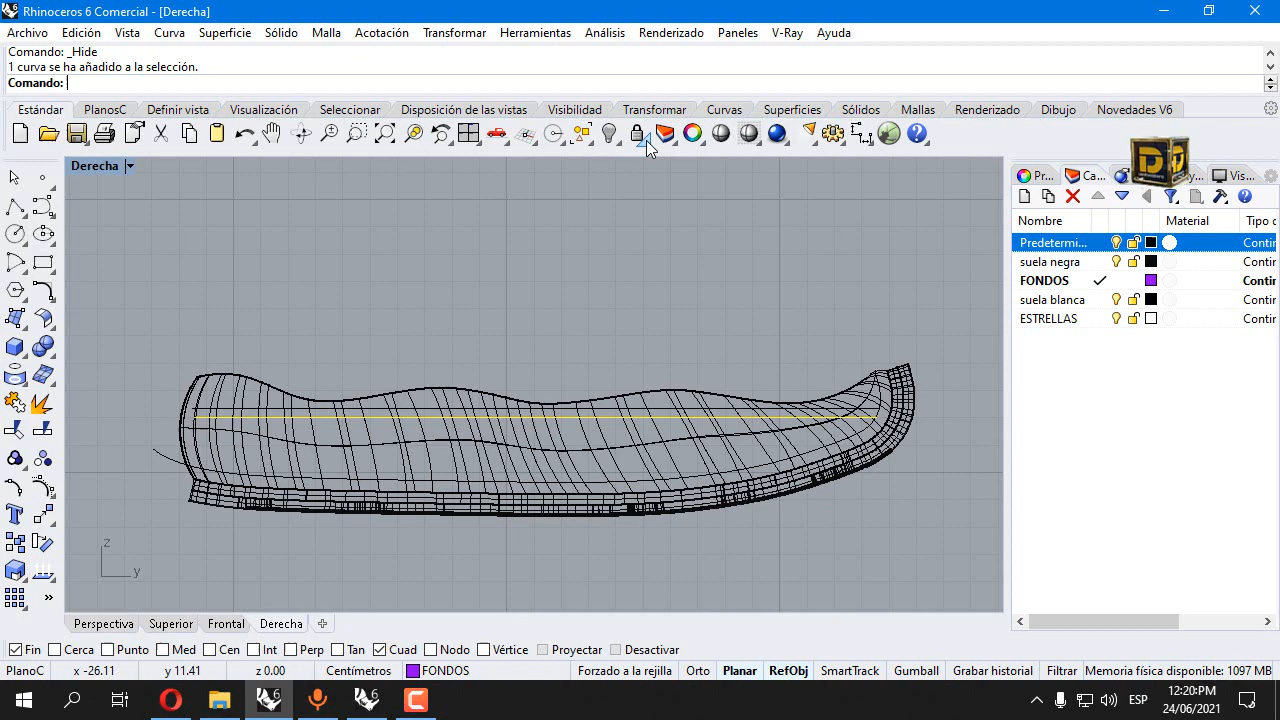 Rhinoceros 6 Comercial - [Derecha]
Archivo Edición Vista Curva Superficie Sólido Malla Acotación Transformar Herramientas Análisis Renderizado Paneles V-Ray Ayuda
Comando: _Hide
1 curva se ha añadido a la selección.
Comando:
Estándar PlanosC Definir vista Visualización Seleccionar Disposición de las vistas Visibilidad Transformar Curvas Superficies Sólidos Mallas Renderizado Dibujo Novedades V6
Derecha
Pr... Ca... y... Vis...
Nombre Material Tipo c
Predetermi... Contir
suela negra Contir
FONDOS Contir
suela blanca Contir
ESTRELLAS Contir
z
y
Perspectiva Superior Frontal Derecha
Fin Cerca Punto Med Cen Int Perp Tan Cuad Nodo Vértice Proyectar Desactivar
PlanoC x -26.11 y 11.41 z 0.00 Centímetros FONDOS Forzado a la rejilla Orto Planar RefObj SmartTrack Gumball Grabar historial Filtrar Memoria física disponible: 1097 MB
ESP
12:20:PM
24/06/2021